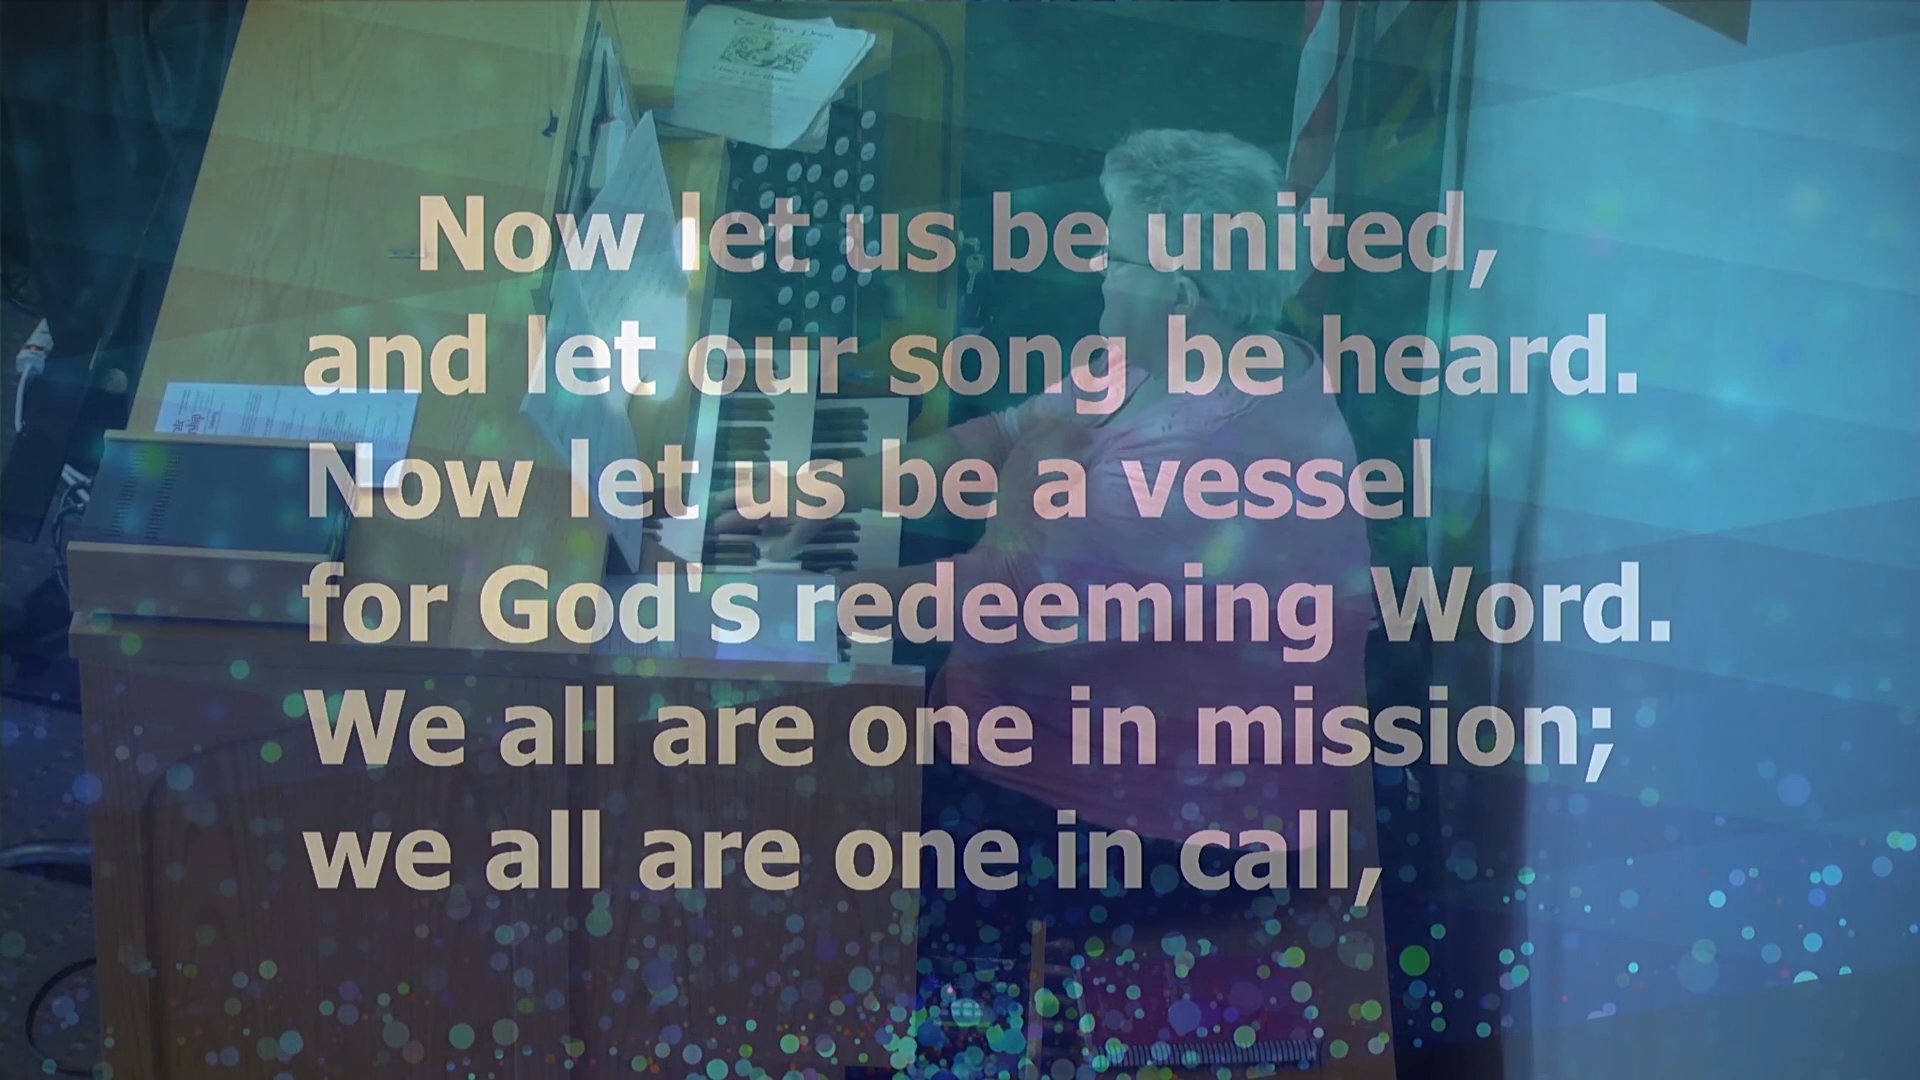 Now let us be united,
and let our song be heard.
Now let us be a vessel
for God's redeeming Word.
We all are one in mission;
we all are one in call,